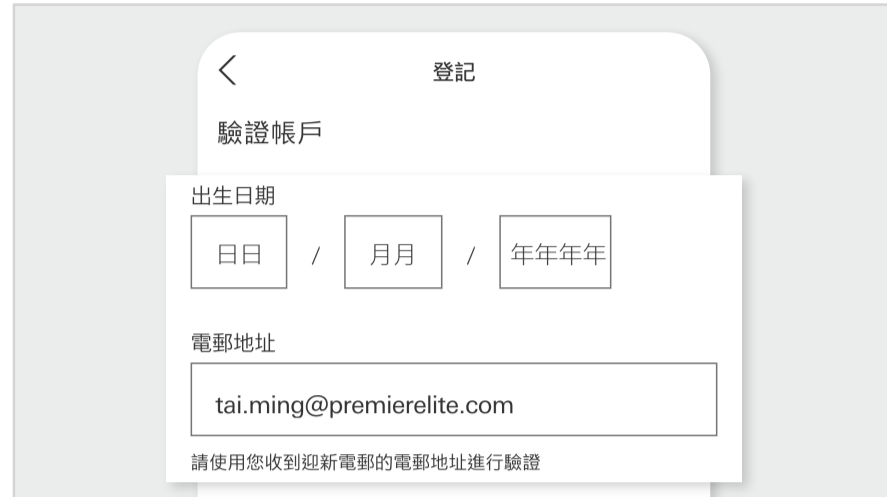 登記
驗證帳戶
出生日期
日日 / 月月 / 年年年年
電郵地址
tai.ming@premierelite.com
請使用您收到迎新電郵的電郵地址進行驗證